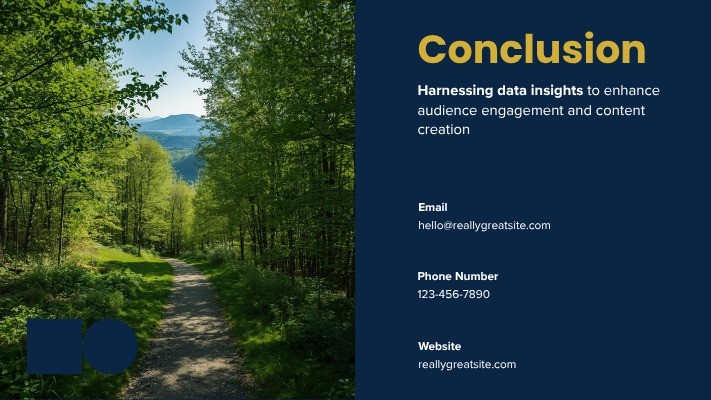 Conclusion
Harnessing data insights to enhance
audience engagement and content
creation
Email
hello@reallygreatsite.com
Phone Number
123-456-7890
Website
reallygreatsite.com